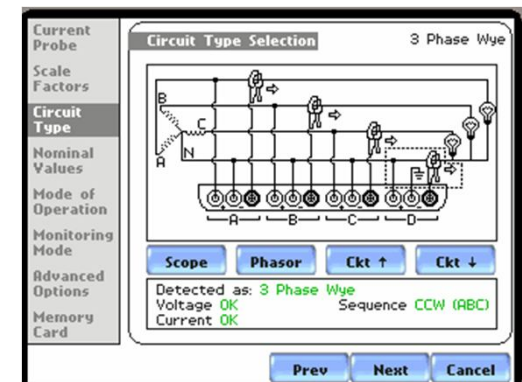 Current
Probe
Scale
Factors
Circuit
Type
Nominal
Values
Mode of
Operation
Monitoring
Mode
Advanced
Options
Memory
Card
Circuit Type Selection 3 Phase Wye
B
C
A N
A B C D
Scope Phasor Ckt ↑ Ckt ↓
Detected as: 3 Phase Wye
Voltage OK Sequence CCW (ABC)
Current OK
Prev Next Cancel